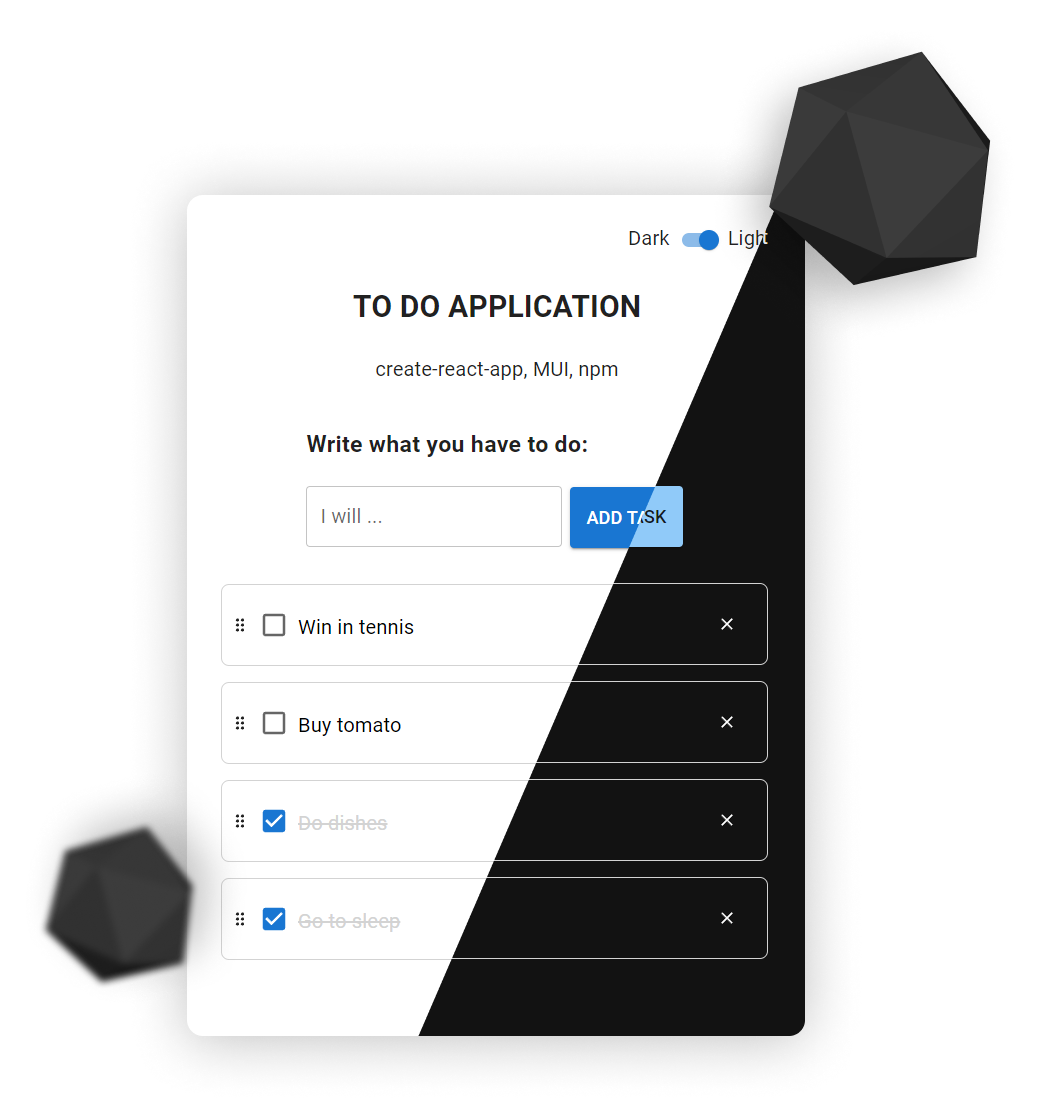 Dark Light
TO DO APPLICATION
create-react-app, MUI, npm
Write what you have to do:
I will ...
ADD TASK
Win in tennis
Buy tomato
Do dishes
Go to sleep